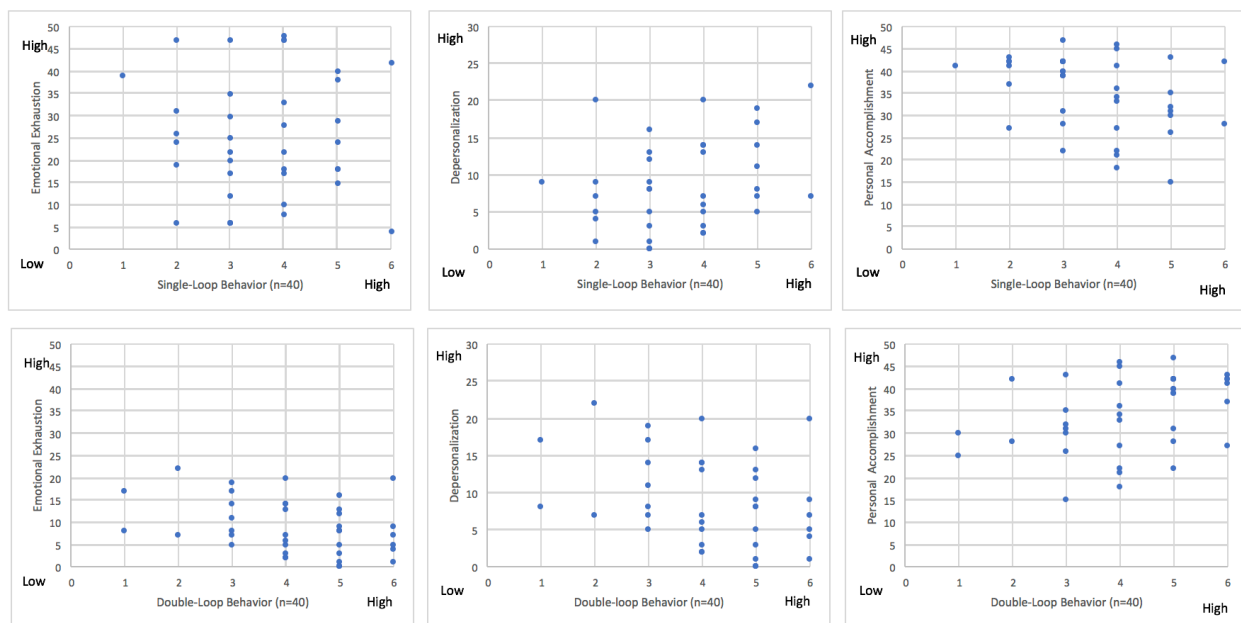 50
High
45
40
35
30
25
20
15
10
5
0
Emotional Exhaustion
Low
0 1 2 3 4 5 6
Single-Loop Behavior (n=40)
High
30
High
25
20
15
10
5
0
Depersonalization
Low
0 1 2 3 4 5 6
Single-Loop Behavior (n=40)
High
50
High
45
40
35
30
25
20
15
10
5
0
Personal Accomplishment
Low
0 1 2 3 4 5 6
Single-Loop Behavior (n=40)
High
50
High
45
40
35
30
25
20
15
10
5
0
Emotional Exhaustion
Low
0 1 2 3 4 5 6
Double-Loop Behavior (n=40)
High
30
High
25
20
15
10
5
0
Depersonalization
Low
0 1 2 3 4 5 6
Double-loop Behavior (n=40)
High
50
High
45
40
35
30
25
20
15
10
5
0
Personal Accomplishment
Low
0 1 2 3 4 5 6
Double-Loop Behavior (n=40)
High